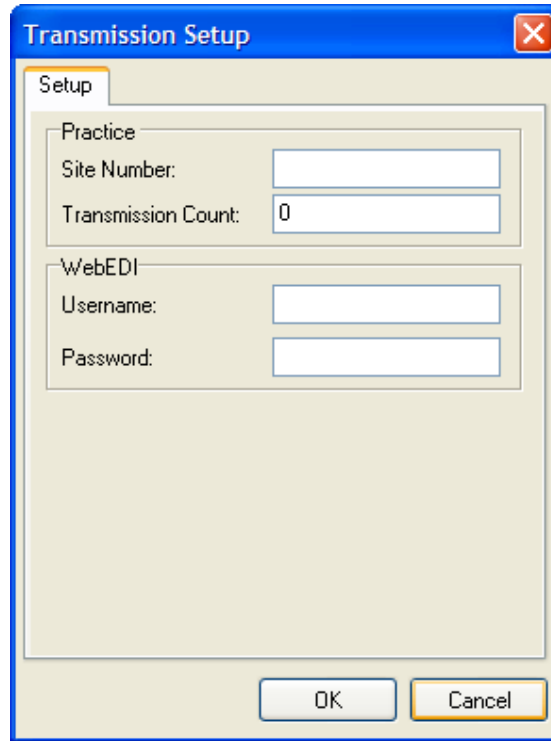 Transmission Setup
Setup
Practice
Site Number:
Transmission Count: 0
WebEDI
Username:
Password:
OK Cancel